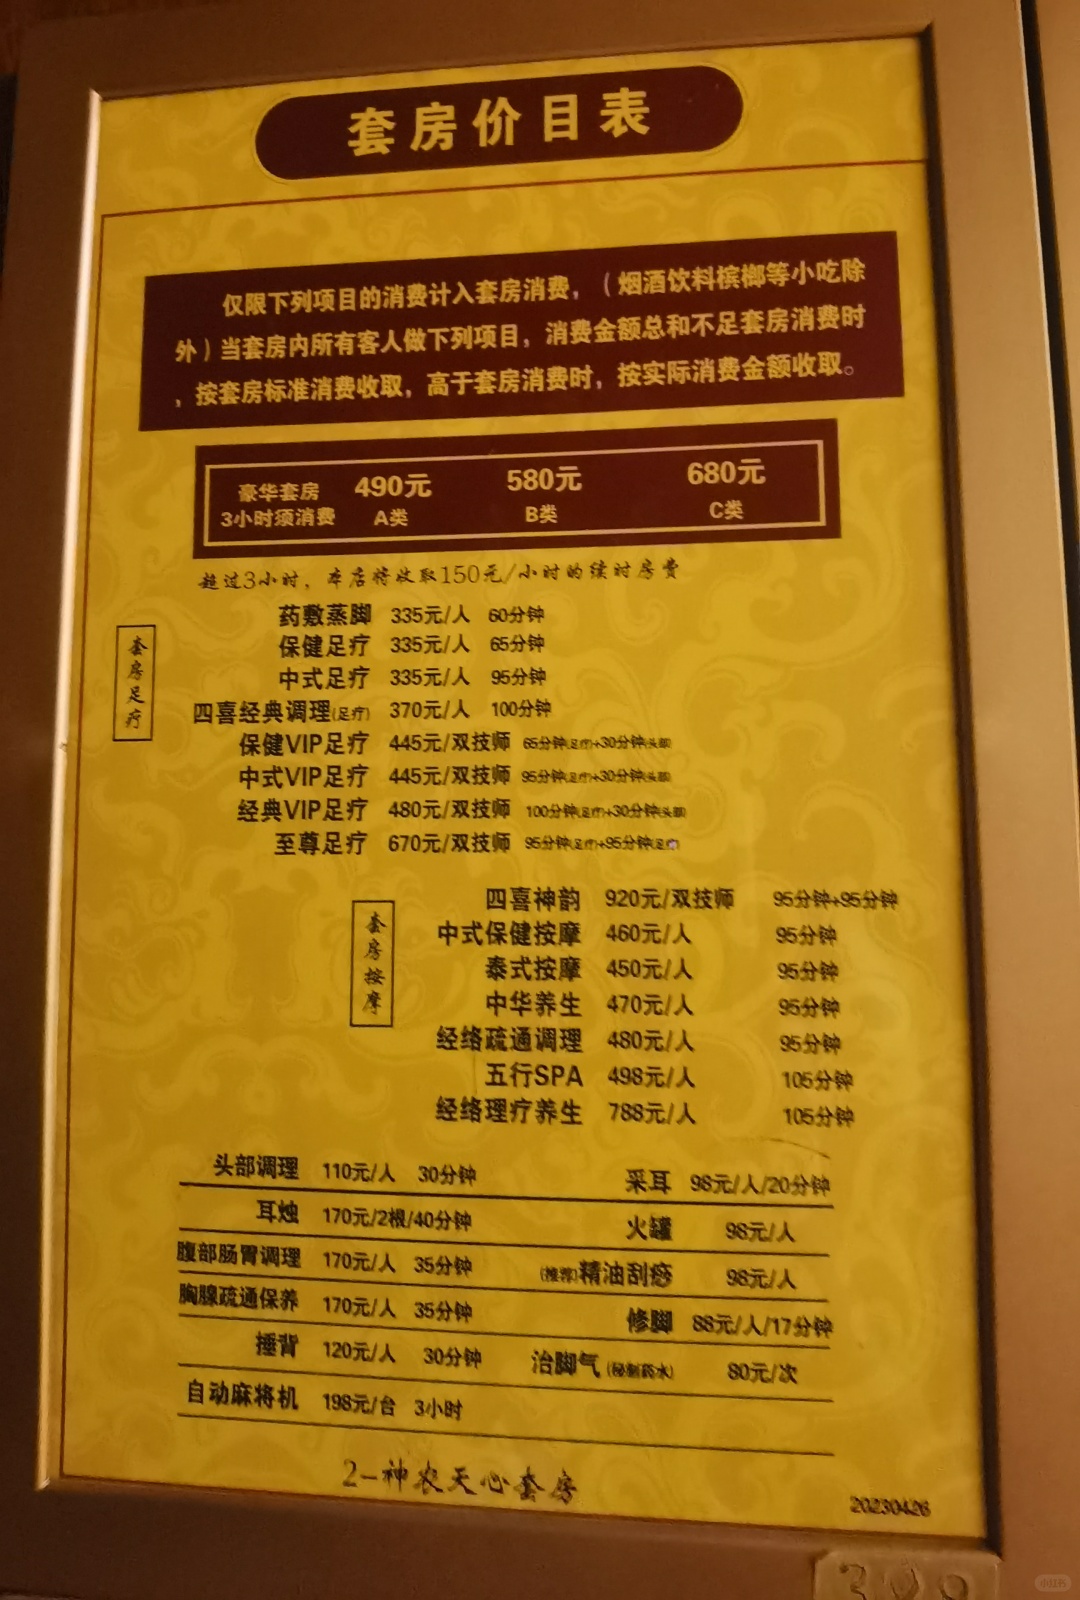 套房价目表
仅限下列项目的消费计入套房消费，（烟酒饮料槟榔等小吃除
外）当套房内所有客人做下列项目，消费金额总和不足套房消费时
，按套房标准消费收取，高于套房消费时，按实际消费金额收取。
豪华套房 490元 580元 680元
3小时须消费 A类 B类 C类
超过3小时，本店将收取150元/小时的续时房费
套房足疗
药敷蒸脚 335元/人 60分钟
保健足疗 335元/人 65分钟
中式足疗 335元/人 95分钟
四喜经典调理(足疗) 370元/人 100分钟
保健VIP足疗 445元/双技师 65分钟(足疗)+30分钟(头部)
中式VIP足疗 445元/双技师 95分钟(足疗)+30分钟(头部)
经典VIP足疗 480元/双技师 100分钟(足疗)+30分钟(头部)
至尊足疗 670元/双技师 95分钟(足疗)+95分钟(足疗)
套房按摩
四喜神韵 920元/双技师 95分钟+95分钟
中式保健按摩 460元/人 95分钟
泰式按摩 450元/人 95分钟
中华养生 470元/人 95分钟
经络疏通调理 480元/人 95分钟
五行SPA 498元/人 105分钟
经络理疗养生 788元/人 105分钟
头部调理 110元/人 30分钟 采耳 98元/人/20分钟
耳烛 170元/2根/40分钟 火罐 98元/人
腹部肠胃调理 170元/人 35分钟 (推荐)精油刮痧 98元/人
胸腺疏通保养 170元/人 35分钟 修脚 88元/人/17分钟
捶背 120元/人 30分钟 治脚气(秘制药水) 80元/次
自动麻将机 198元/台 3小时
2-神农天心套房
20230426
小红书